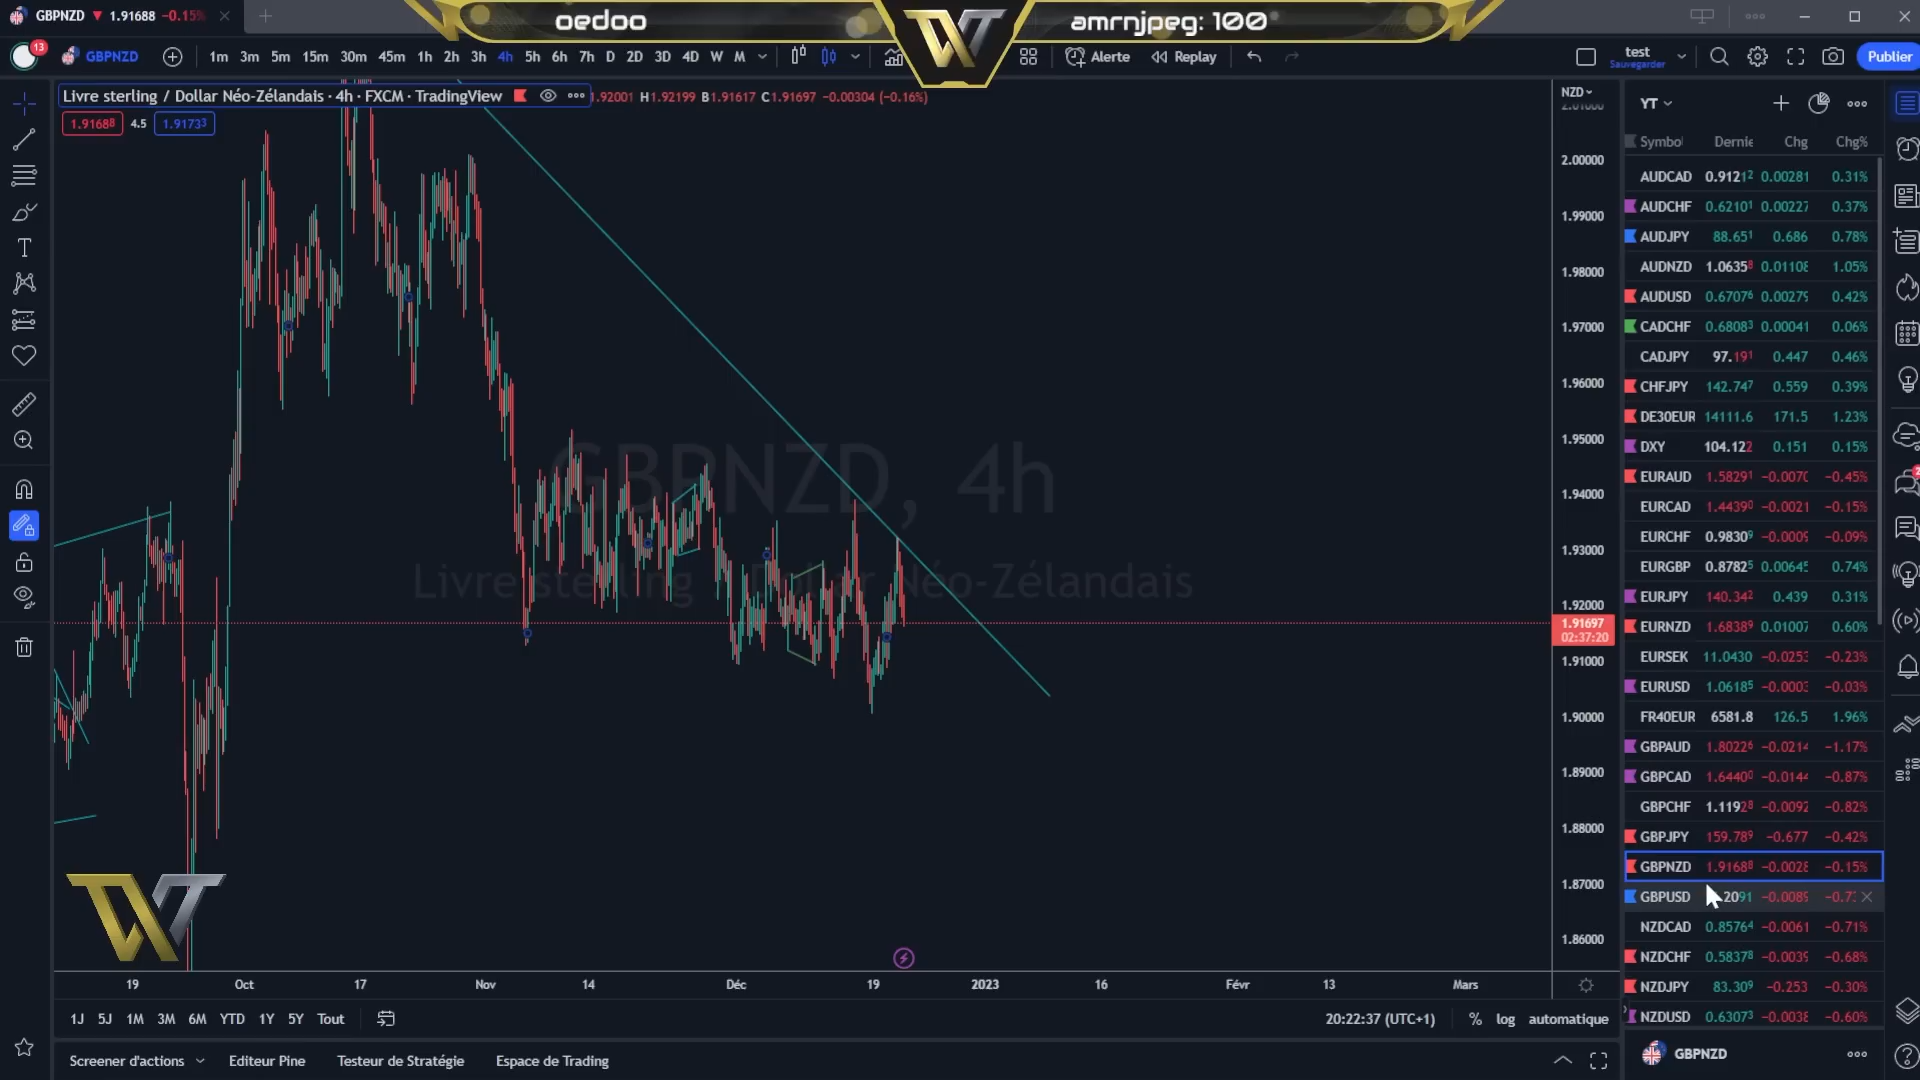 GBPNZD ▼ 1.91688 −0.15%
oedoo
amrnjpeg: 100°
13
GBPNZD
1m 3m 5m 15m 30m 45m 1h 2h 3h 4h 5h 6h 7h D 2D 3D 4D W M
Alerte
Replay
test
Sauvegarder
Publier
Livre sterling / Dollar Néo-Zélandais · 4h · FXCM · TradingView
1.92001 H1.92199 B1.91617 C1.91697 −0.00304 (−0.16%)
1.91688 4.5 1.91733
NZD
2.00000
1.99000
1.98000
1.97000
1.96000
1.95000
1.94000
1.93000
1.92000
1.91697
02:37:20
1.91000
1.90000
1.89000
1.88000
1.87000
1.86000
GBPNZD, 4h
Livre sterling Dollar Néo-Zélandais
19 Oct 17 Nov 14 Déc 19 2023 16 Févr 13 Mars
1J 5J 1M 3M 6M YTD 1Y 5Y Tout
20:22:37 (UTC+1) % log automatique
Screener d'actions
Editeur Pine
Testeur de Stratégie
Espace de Trading
YT
Symbol Dernie Chg Chg%
AUDCAD 0.91212 0.00281 0.31%
AUDCHF 0.62101 0.00227 0.37%
AUDJPY 88.651 0.686 0.78%
AUDNZD 1.06358 0.01108 1.05%
AUDUSD 0.67076 0.00279 0.42%
CADCHF 0.68083 0.00041 0.06%
CADJPY 97.191 0.447 0.46%
CHFJPY 142.747 0.559 0.39%
DE30EUR 14111.6 171.5 1.23%
DXY 104.122 0.151 0.15%
EURAUD 1.58291 −0.0070 −0.45%
EURCAD 1.44390 −0.0021 −0.15%
EURCHF 0.98309 −0.0009 −0.09%
EURGBP 0.87825 0.00645 0.74%
EURJPY 140.342 0.439 0.31%
EURNZD 1.68389 0.01007 0.60%
EURSEK 11.0430 −0.0253 −0.23%
EURUSD 1.06185 −0.0003 −0.03%
FR40EUR 6581.8 126.5 1.96%
GBPAUD 1.80226 −0.0214 −1.17%
GBPCAD 1.64400 −0.0144 −0.87%
GBPCHF 1.11928 −0.0092 −0.82%
GBPJPY 159.789 −0.677 −0.42%
GBPNZD 1.91688 −0.0028 −0.15%
GBPUSD .2091 −0.0089 −0.7
NZDCAD 0.85764 −0.0061 −0.71%
NZDCHF 0.58378 −0.0039 −0.68%
NZDJPY 83.309 −0.253 −0.30%
NZDUSD 0.63073 −0.0038 −0.60%
GBPNZD